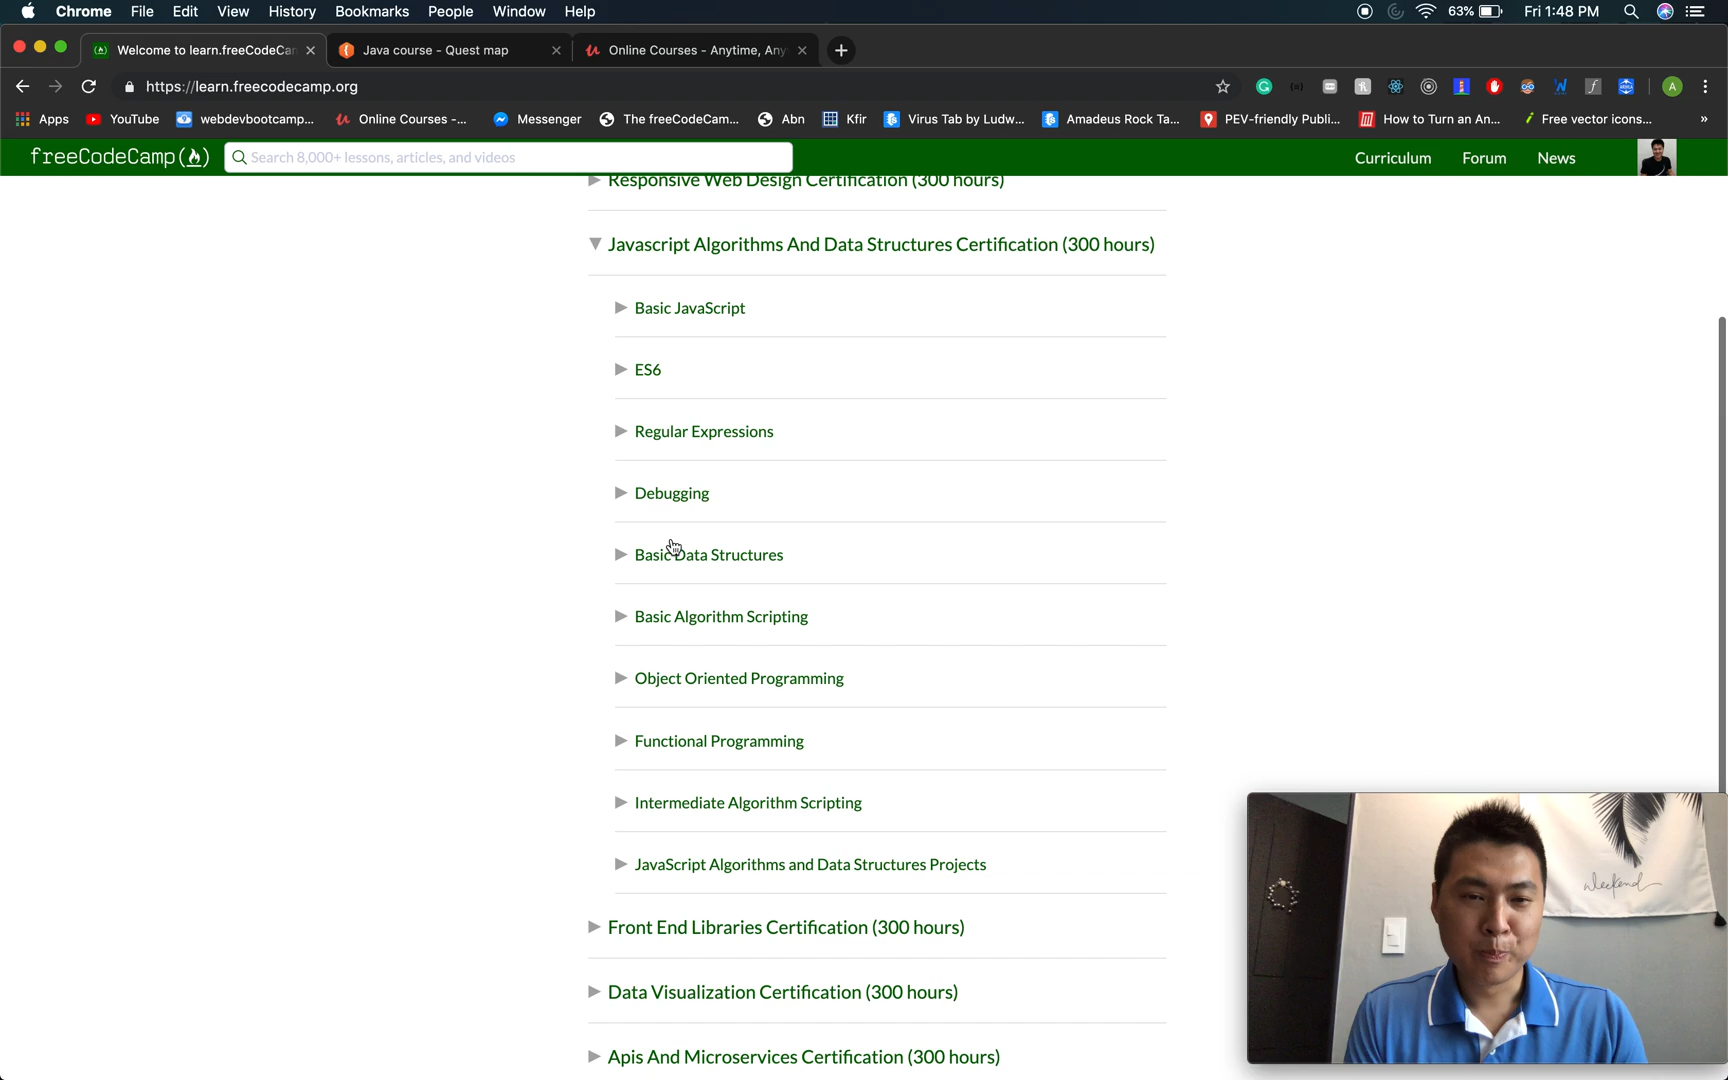 Chrome File Edit View History Bookmarks People Window Help 63% Fri 1:48 PM
Welcome to learn.freeCodeCa Java course - Quest map Online Courses - Anytime, Any
https://learn.freecodecamp.org
Apps YouTube webdevbootcamp... Online Courses -... Messenger The freeCodeCam... Abn Kfir Virus Tab by Ludw... Amadeus Rock Ta... PEV-friendly Publi... How to Turn an An... Free vector icons... »
freeCodeCamp Search 8,000+ lessons, articles, and videos Curriculum Forum News
Responsive Web Design Certification (300 hours)
Javascript Algorithms And Data Structures Certification (300 hours)
Basic JavaScript
ES6
Regular Expressions
Debugging
Basic Data Structures
Basic Algorithm Scripting
Object Oriented Programming
Functional Programming
Intermediate Algorithm Scripting
JavaScript Algorithms and Data Structures Projects
Front End Libraries Certification (300 hours)
Data Visualization Certification (300 hours)
Apis And Microservices Certification (300 hours)
weekend